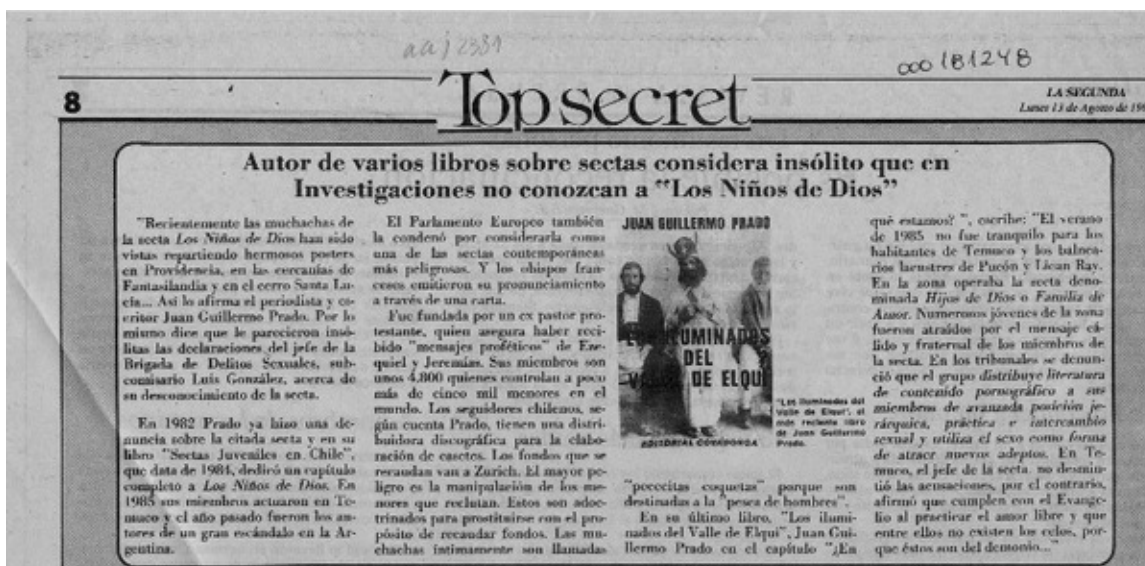 aaj2331
000181248
8
Top secret
LA SEGUNDA
Lunes 13 de Agosto de 19
Autor de varios libros sobre sectas considera insólito que en
Investigaciones no conozcan a "Los Niños de Dios"
"Recientemente las muchachas de
la secta Los Niños de Dios han sido
vistas repartiendo hermosos posters
en Providencia, en las cercanías de
Fantasilandia y en el cerro Santa Lu-
cía... Así lo afirma el periodista y es-
critor Juan Guillermo Prado. Por lo
mismo dice que le parecieron insó-
litas las declaraciones del jefe de la
Brigada de Delitos Sexuales, sub-
comisario Luis González, acerca de
su desconocimiento de la secta.
En 1982 Prado ya hizo una de-
nuncia sobre la citada secta y en su
libro "Sectas Juveniles en Chile",
que data de 1984, dedicó un capítulo
completo a Los Niños de Dios. En
1985 sus miembros actuaron en Te-
muco y el año pasado fueron los au-
tores de un gran escándalo en la Ar-
gentina.
El Parlamento Europeo también
la condenó por considerarla como
una de las sectas contemporáneas
más peligrosas. Y los obispos fran-
ceses emitieron su pronunciamiento
a través de una carta.
Fue fundada por un ex pastor pro-
testante, quien asegura haber reci-
bido "mensajes proféticos" de Eze-
quiel y Jeremías. Sus miembros son
unos 4.800 quienes controlan a poco
más de cinco mil menores en el
mundo. Los seguidores chilenos, se-
gún cuenta Prado, tienen una distri-
buidora discográfica para la elabo-
ración de casetes. Los fondos que se
recaudan van a Zurich. El mayor pe-
ligro es la manipulación de los me-
nores que reclutan. Estos son adoc-
trinados para prostituirse con el pro-
pósito de recaudar fondos. Las mu-
chachas íntimamente son llamadas
JUAN GUILLERMO PRADO
LOS ILUMINADOS
DEL
VALLE DE ELQUI
EDITORIAL
"Los Iluminados del
Valle de Elqui", el
más reciente libro
de Juan Guillermo
Prado.
"pececitas coquetas" porque son
destinadas a la "pesca de hombres".
En su último libro, "Los ilumi-
nados del Valle de Elqui", Juan Gui-
llermo Prado en el capítulo "¿En
qué estamos? ", escribe: "El verano
de 1985 no fue tranquilo para los
habitantes de Temuco y los balnea-
rios lacustres de Pucón y Lican Ray.
En la zona operaba la secta deno-
minada Hijos de Dios o Familia de
Amor. Numerosos jóvenes de la zona
fueron atraídos por el mensaje cá-
lido y fraternal de los miembros de
la secta. En los tribunales se denun-
ció que el grupo distribuye literatura
de contenido pornográfico a sus
miembros de avanzada posición je-
rárquica, práctica e intercambio
sexual y utiliza el sexo como forma
de atraer nuevos adeptos. En Te-
muco, el jefe de la secta no desmin-
tió las acusaciones, por el contrario,
afirmó que cumplen con el Evange-
lio al practicar el amor libre y que
entre ellos no existen los celos, por-
que éstos son del demonio..."